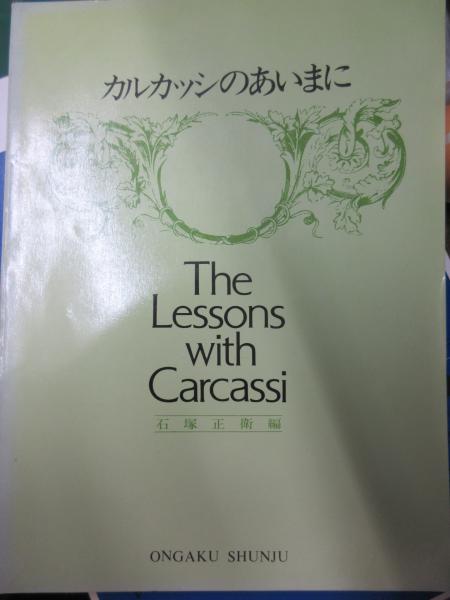 カルカッシのあいまに
The
Lessons
with
Carcassi
石塚正衛編
ONGAKU SHUNJU